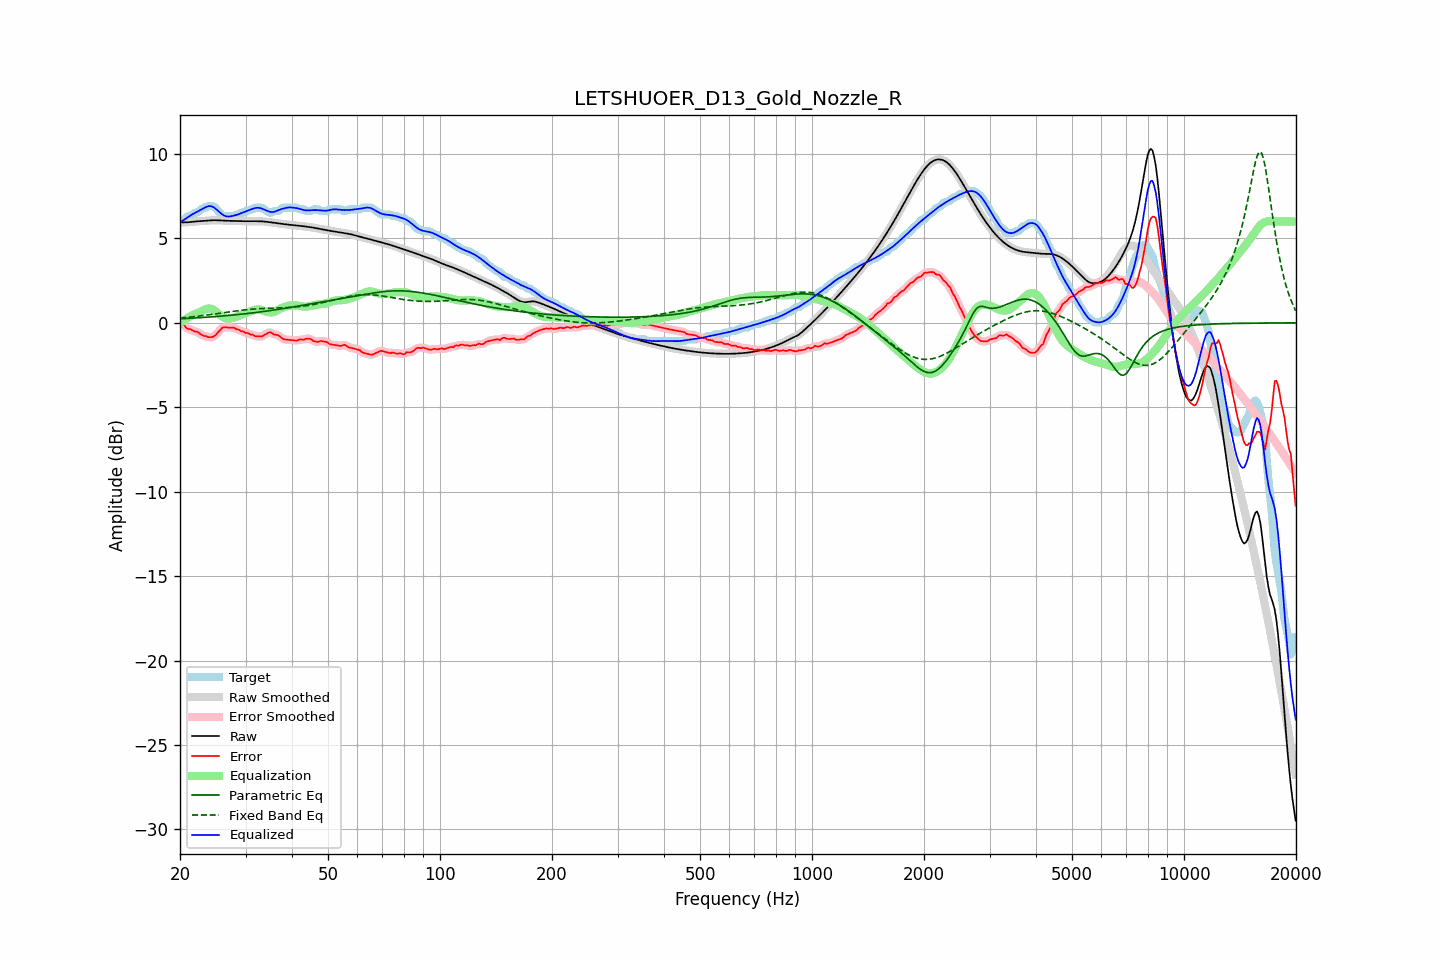 LETSHUOER_D13_Gold_Nozzle_R
10
5
0
−5
−10
−15
−20
−25
−30
Amplitude (dBr)
Target
Raw Smoothed
Error Smoothed
Raw
Error
Equalization
Parametric Eq
Fixed Band Eq
Equalized
20 50 100 200 500 1000 2000 5000 10000 20000
Frequency (Hz)